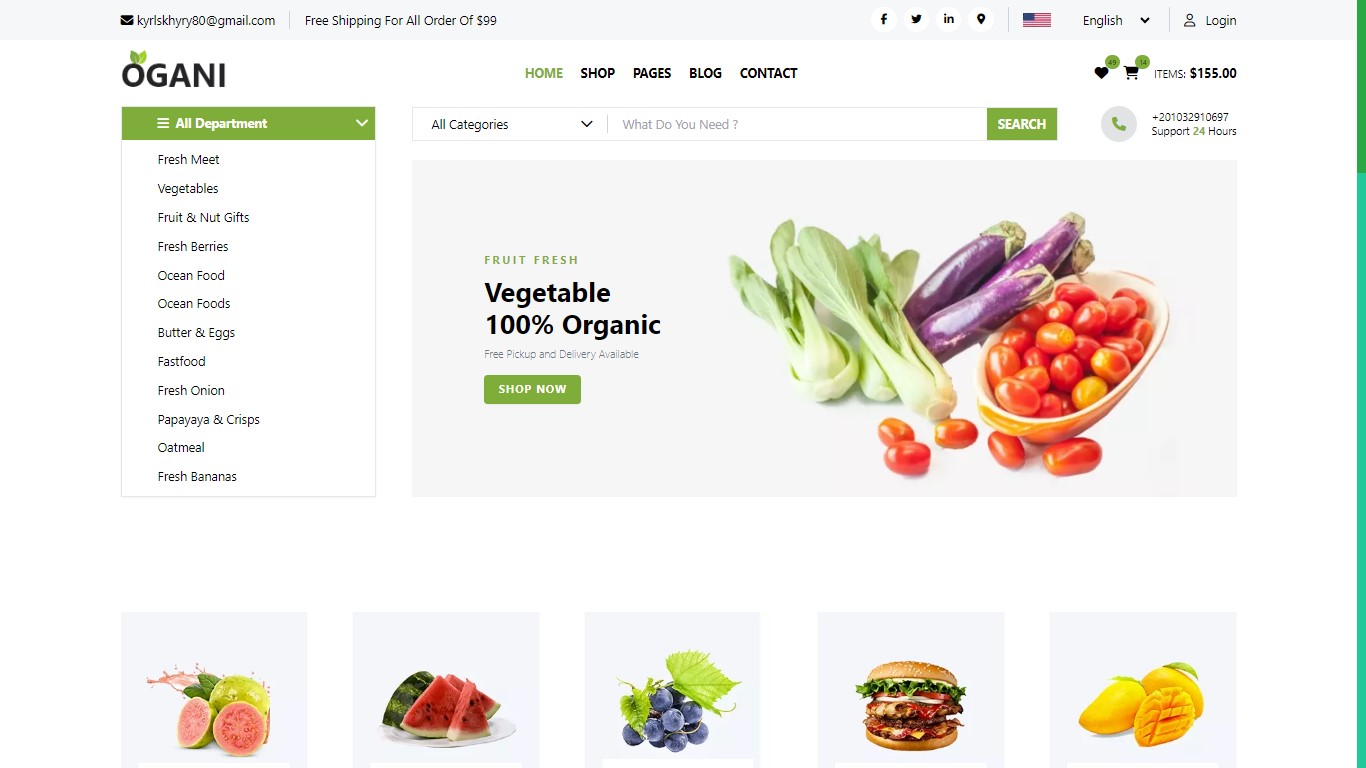 kyrlskhyry80@gmail.com
Free Shipping For All Order Of $99
English
Login
OGANI
HOME
SHOP
PAGES
BLOG
CONTACT
49
14
ITEMS: $155.00
All Department
All Categories
What Do You Need ?
SEARCH
+201032910697
Support 24 Hours
Fresh Meet
Vegetables
Fruit & Nut Gifts
Fresh Berries
Ocean Food
Ocean Foods
Butter & Eggs
Fastfood
Fresh Onion
Papayaya & Crisps
Oatmeal
Fresh Bananas
FRUIT FRESH
Vegetable
100% Organic
Free Pickup and Delivery Available
SHOP NOW